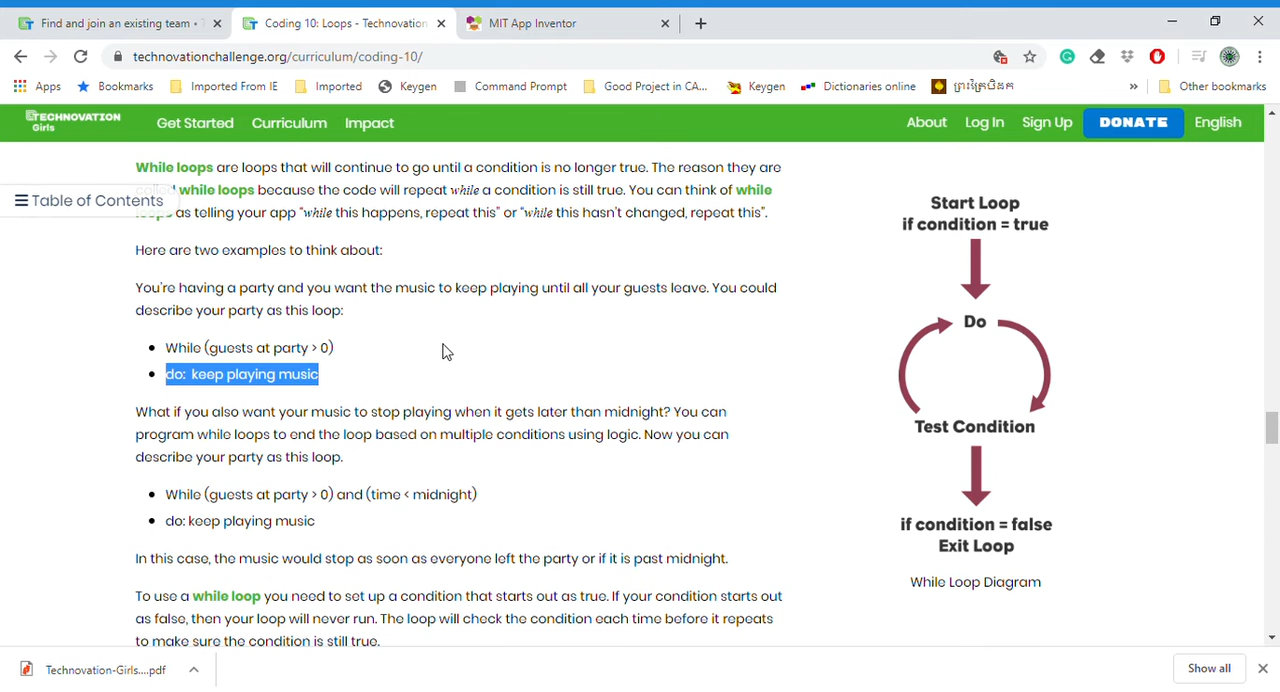 Find and join an existing team •
Coding 10: Loops - Technovation
MIT App Inventor
technovationchallenge.org/curriculum/coding-10/
Apps
Bookmarks
Imported From IE
Imported
Keygen
Command Prompt
Good Project in CA...
Keygen
Dictionaries online
ព្រះត្រៃបិដក
»
Other bookmarks
TECHNOVATION
Girls
Get Started
Curriculum
Impact
About
Log In
Sign Up
DONATE
English
While loops are loops that will continue to go until a condition is no longer true. The reason they are
while loops because the code will repeat while a condition is still true. You can think of while
Table of Contents
as telling your app “while this happens, repeat this” or “while this hasn't changed, repeat this”.
Here are two examples to think about:
You're having a party and you want the music to keep playing until all your guests leave. You could
describe your party as this loop:
• While (guests at party > 0)
• do: keep playing music
What if you also want your music to stop playing when it gets later than midnight? You can
program while loops to end the loop based on multiple conditions using logic. Now you can
describe your party as this loop.
• While (guests at party > 0) and (time < midnight)
• do: keep playing music
In this case, the music would stop as soon as everyone left the party or if it is past midnight.
To use a while loop you need to set up a condition that starts out as true. If your condition starts out
as false, then your loop will never run. The loop will check the condition each time before it repeats
to make sure the condition is still true.
Start Loop
if condition = true
Do
Test Condition
if condition = false
Exit Loop
While Loop Diagram
Technovation-Girls....pdf
Show all